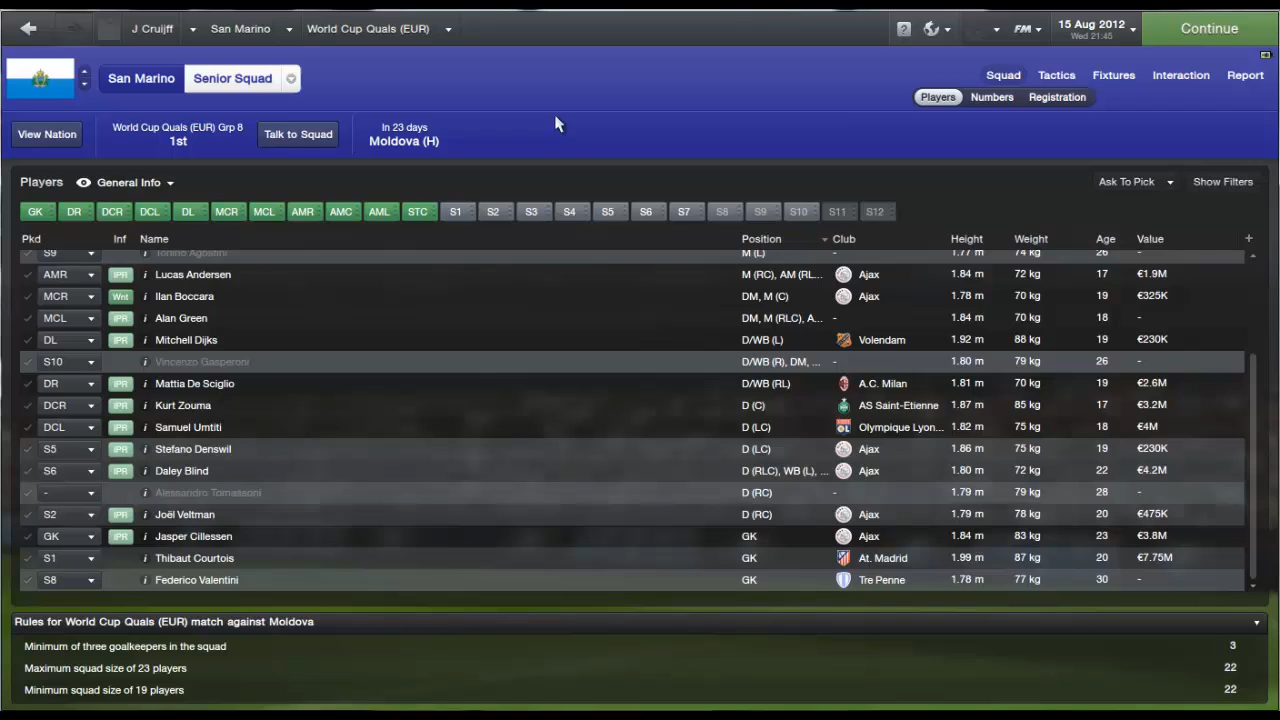 J Cruijff San Marino World Cup Quals (EUR) ? FM 15 Aug 2012 Continue
Wed 21:45
San Marino Senior Squad Squad Tactics Fixtures Interaction Report
Players Numbers Registration
View Nation World Cup Quals (EUR) Grp 8 Talk to Squad In 23 days
1st Moldova (H)
Players General Info Ask To Pick Show Filters
GK DR DCR DCL DL MCR MCL AMR AMC AML STC S1 S2 S3 S4 S5 S6 S7 S8 S9 S10 S11 S12
Pkd Inf Name Position Club Height Weight Age Value +
S9 i Tonino Agostini M (L) - 1.77 m 74 kg 26 -
AMR IPR i Lucas Andersen M (RC), AM (RL... Ajax 1.84 m 72 kg 17 €1.9M
MCR Wnt i Ilan Boccara DM, M (C) Ajax 1.78 m 70 kg 19 €325K
MCL IPR i Alan Green DM, M (RLC), A... - 1.84 m 70 kg 18 -
DL IPR i Mitchell Dijks D/WB (L) Volendam 1.92 m 88 kg 19 €230K
S10 i Vincenzo Gasperoni D/WB (R), DM, ... - 1.80 m 79 kg 26 -
DR IPR i Mattia De Sciglio D/WB (RL) A.C. Milan 1.81 m 70 kg 19 €2.6M
DCR IPR i Kurt Zouma D (C) AS Saint-Etienne 1.87 m 85 kg 17 €3.2M
DCL IPR i Samuel Umtiti D (LC) Olympique Lyon... 1.82 m 75 kg 18 €4M
S5 IPR i Stefano Denswil D (LC) Ajax 1.86 m 75 kg 19 €230K
S6 IPR i Daley Blind D (RLC), WB (L), ... Ajax 1.80 m 72 kg 22 €4.2M
- i Alessandro Tomassoni D (RC) - 1.79 m 79 kg 28 -
S2 IPR i Joël Veltman D (RC) Ajax 1.79 m 78 kg 20 €475K
GK IPR i Jasper Cillessen GK Ajax 1.84 m 83 kg 23 €3.8M
S1 i Thibaut Courtois GK At. Madrid 1.99 m 87 kg 20 €7.75M
S8 i Federico Valentini GK Tre Penne 1.78 m 77 kg 30 -
Rules for World Cup Quals (EUR) match against Moldova
Minimum of three goalkeepers in the squad 3
Maximum squad size of 23 players 22
Minimum squad size of 19 players 22